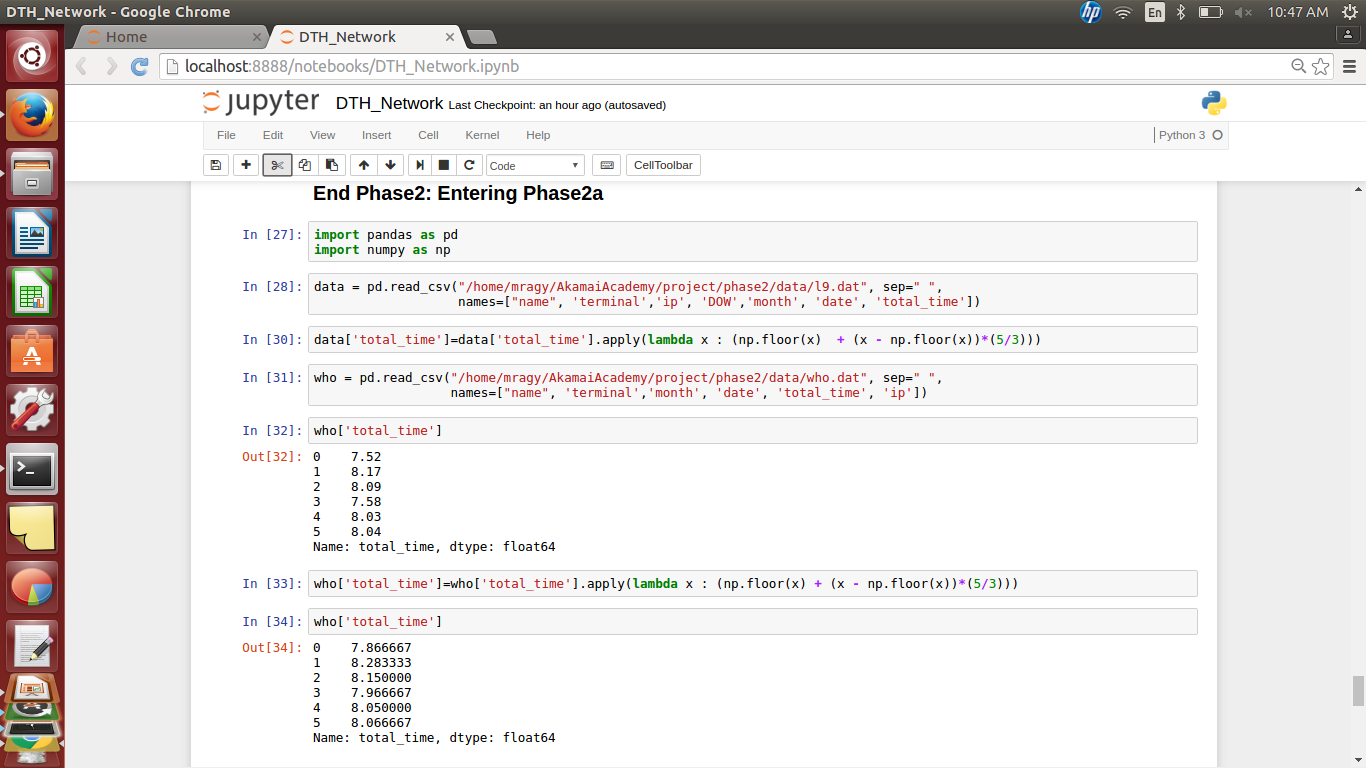 DTH_Network - Google Chrome
hp
En
10:47 AM
Home
DTH_Network
localhost:8888/notebooks/DTH_Network.ipynb
jupyter DTH_Network Last Checkpoint: an hour ago (autosaved)
File Edit View Insert Cell Kernel Help
Python 3
Code
CellToolbar
End Phase2: Entering Phase2a
In [27]: import pandas as pd
import numpy as np
In [28]: data = pd.read_csv("/home/mragy/AkamaiAcademy/project/phase2/data/l9.dat", sep=" ",
names=["name", 'terminal','ip', 'DOW','month', 'date', 'total_time'])
In [30]: data['total_time']=data['total_time'].apply(lambda x : (np.floor(x)  + (x - np.floor(x))*(5/3)))
In [31]: who = pd.read_csv("/home/mragy/AkamaiAcademy/project/phase2/data/who.dat", sep=" ",
names=["name", 'terminal','month', 'date', 'total_time', 'ip'])
In [32]: who['total_time']
Out[32]: 0    7.52
1    8.17
2    8.09
3    7.58
4    8.03
5    8.04
Name: total_time, dtype: float64
In [33]: who['total_time']=who['total_time'].apply(lambda x : (np.floor(x) + (x - np.floor(x))*(5/3)))
In [34]: who['total_time']
Out[34]: 0    7.866667
1    8.283333
2    8.150000
3    7.966667
4    8.050000
5    8.066667
Name: total_time, dtype: float64